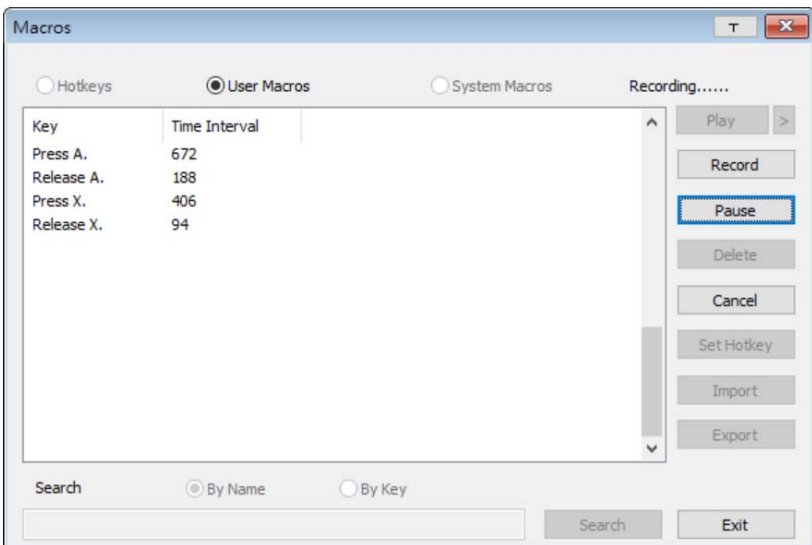 Macros T
Hotkeys User Macros System Macros Recording......
Key Time Interval Play >
Press A. 672
Release A. 188 Record
Press X. 406
Release X. 94 Pause
Delete
Cancel
Set Hotkey
Import
Export
Search By Name By Key
Search Exit